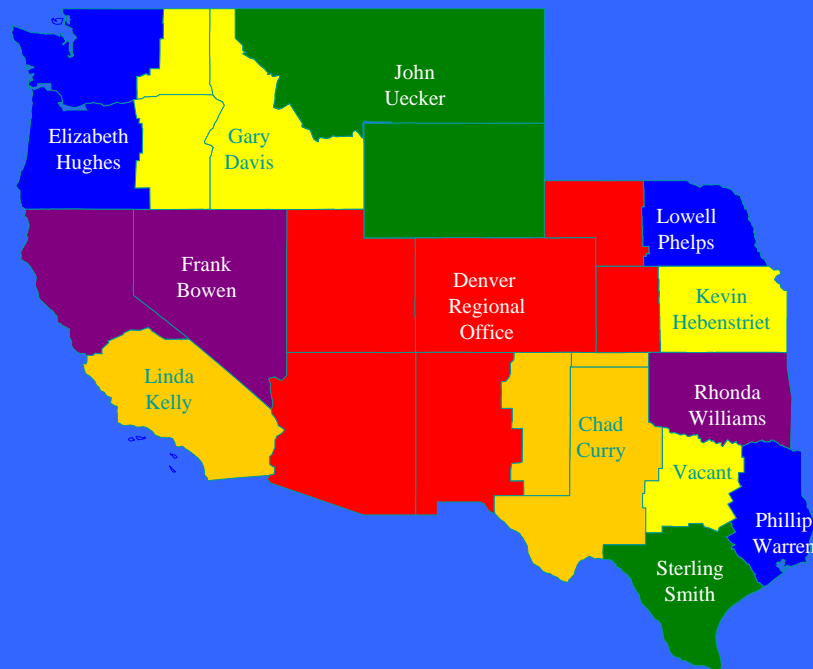 John
Uecker
Elizabeth
Hughes
Gary
Davis
Lowell
Phelps
Frank
Bowen
Denver
Regional
Office
Kevin
Hebenstriet
Linda
Kelly
Rhonda
Williams
Chad
Curry
Vacant
Phillip
Warren
Sterling
Smith